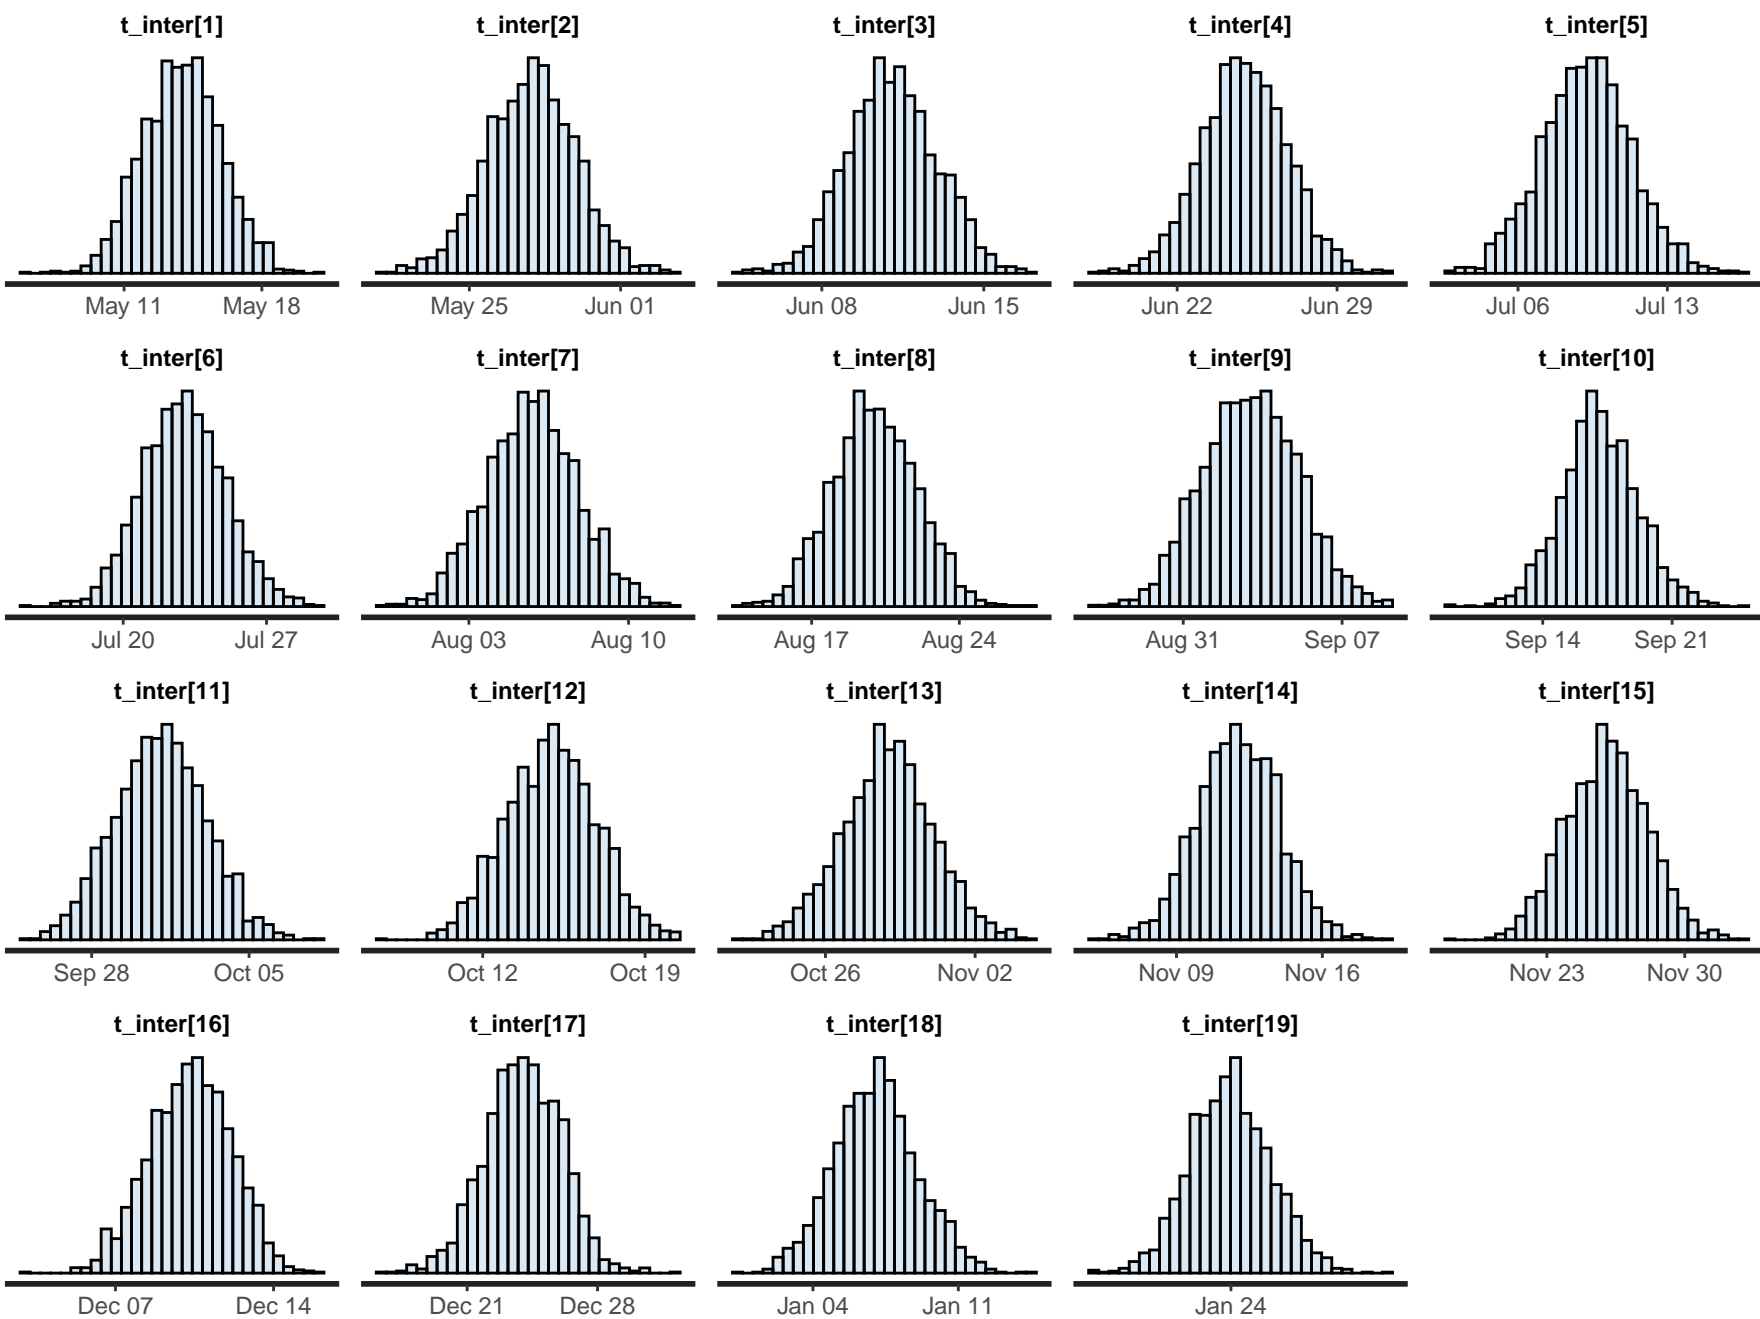 t_inter[1] t_inter[2] t_inter[3] t_inter[4] t_inter[5]
May 11 May 18 May 25 Jun 01 Jun 08 Jun 15 Jun 22 Jun 29 Jul 06 Jul 13
t_inter[6] t_inter[7] t_inter[8] t_inter[9] t_inter[10]
Jul 20 Jul 27 Aug 03 Aug 10 Aug 17 Aug 24 Aug 31 Sep 07 Sep 14 Sep 21
t_inter[11] t_inter[12] t_inter[13] t_inter[14] t_inter[15]
Sep 28 Oct 05 Oct 12 Oct 19 Oct 26 Nov 02 Nov 09 Nov 16 Nov 23 Nov 30
t_inter[16] t_inter[17] t_inter[18] t_inter[19]
Dec 07 Dec 14 Dec 21 Dec 28 Jan 04 Jan 11 Jan 24